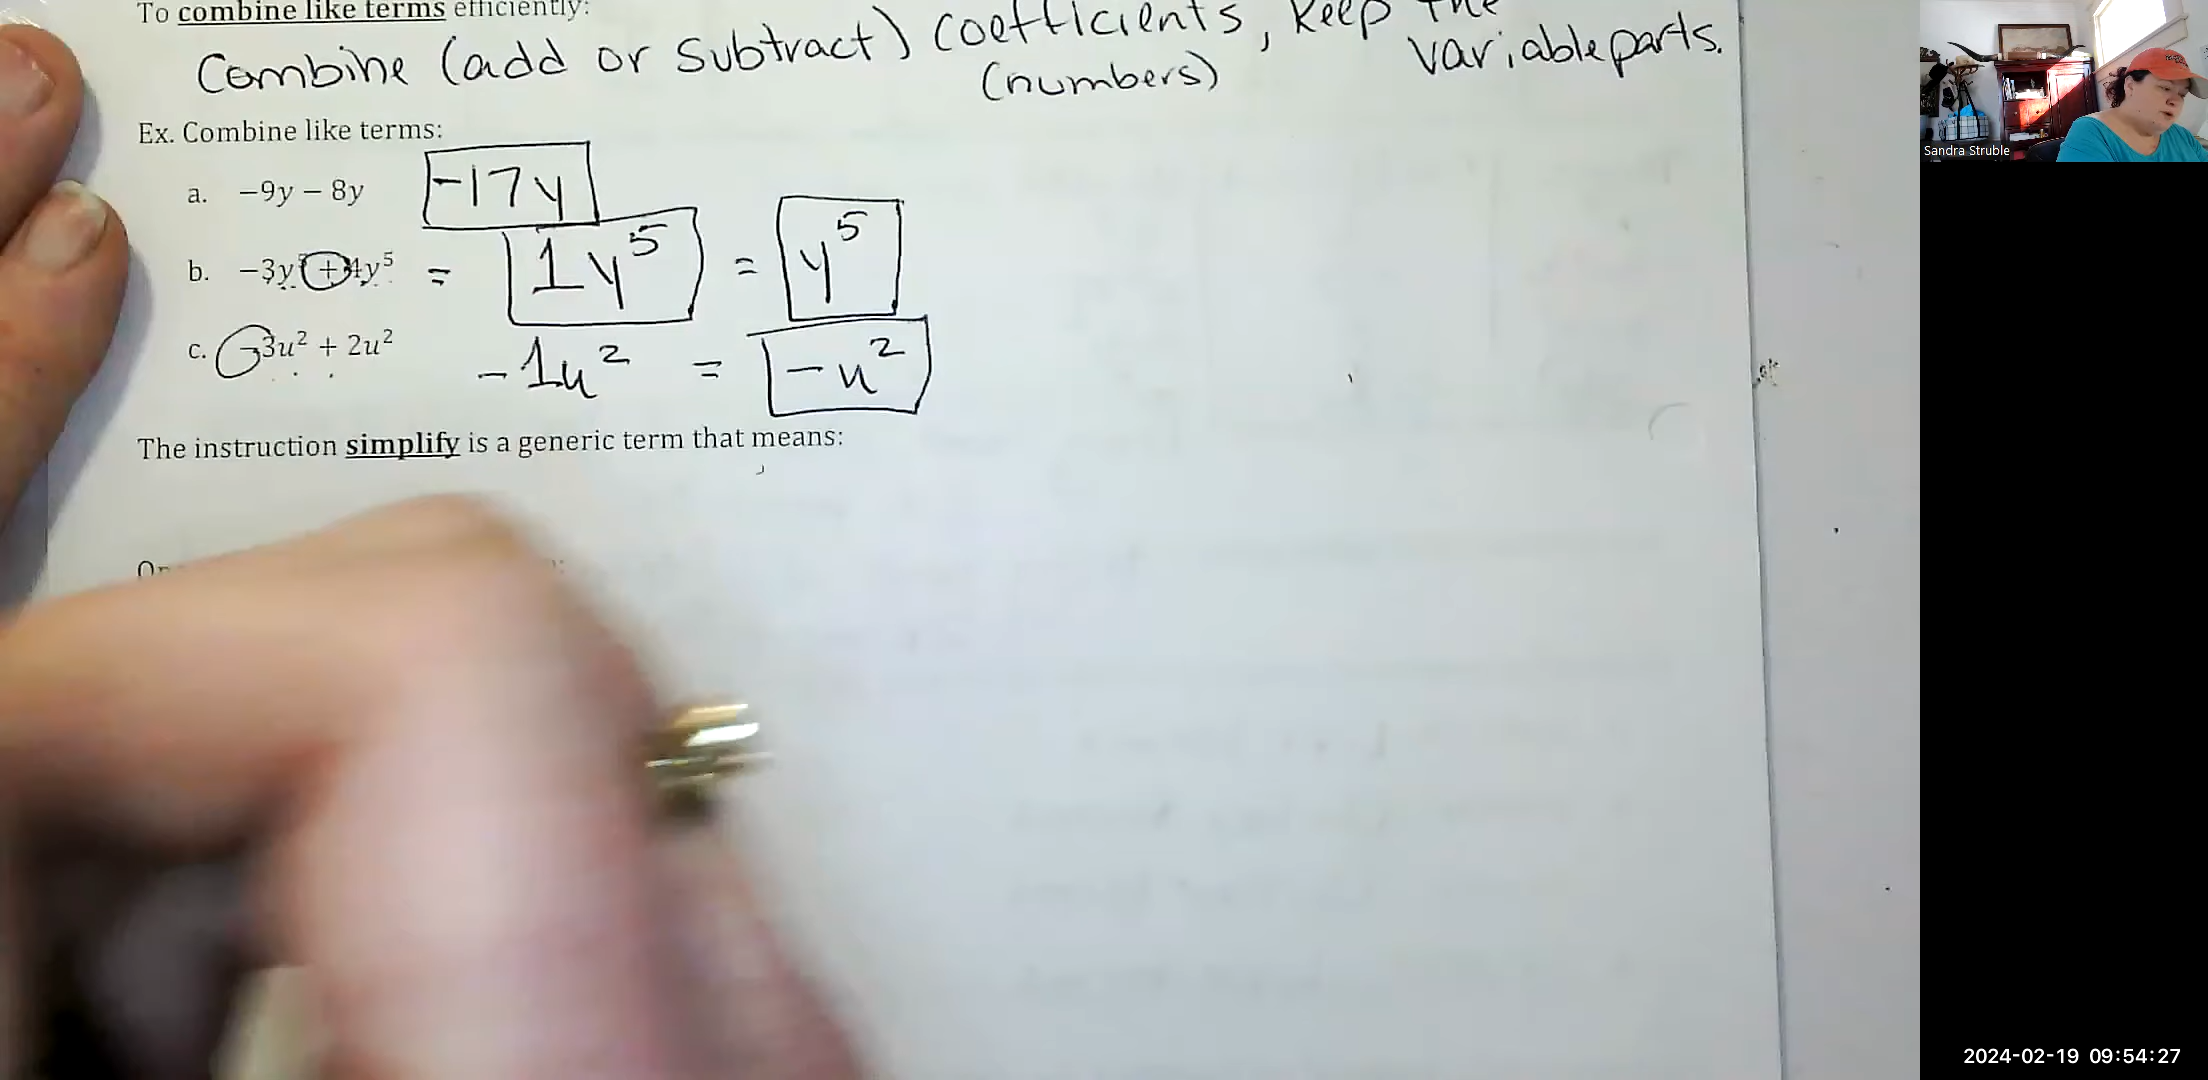 To combine like terms efficiently:
Combine (add or subtract) coefficients, keep the
(numbers) variable parts.
Ex. Combine like terms:
a. −9y − 8y -17y
b. −3y⁵ + 4y⁵ = 1y⁵ = y⁵
c. −3u² + 2u² -1u² = -u²
The instruction simplify is a generic term that means:
Sandra Struble
2024-02-19 09:54:27